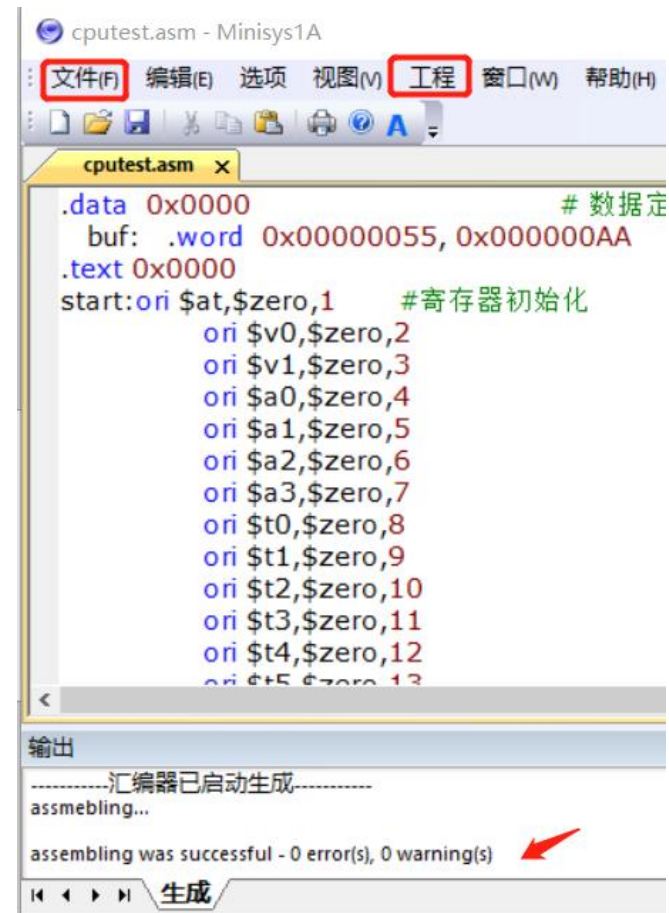 cputest.asm - Minisys1A
文件(F) 编辑(E) 选项 视图(V) 工程 窗口(W) 帮助(H)
A
cputest.asm x
.data 0x0000 # 数据定
buf: .word 0x00000055, 0x000000AA
.text 0x0000
start:ori $at,$zero,1 #寄存器初始化
ori $v0,$zero,2
ori $v1,$zero,3
ori $a0,$zero,4
ori $a1,$zero,5
ori $a2,$zero,6
ori $a3,$zero,7
ori $t0,$zero,8
ori $t1,$zero,9
ori $t2,$zero,10
ori $t3,$zero,11
ori $t4,$zero,12
ori $t5,$zero,13
输出
-----------汇编器已启动生成-----------
assmebling...
assembling was successful - 0 error(s), 0 warning(s)
生成